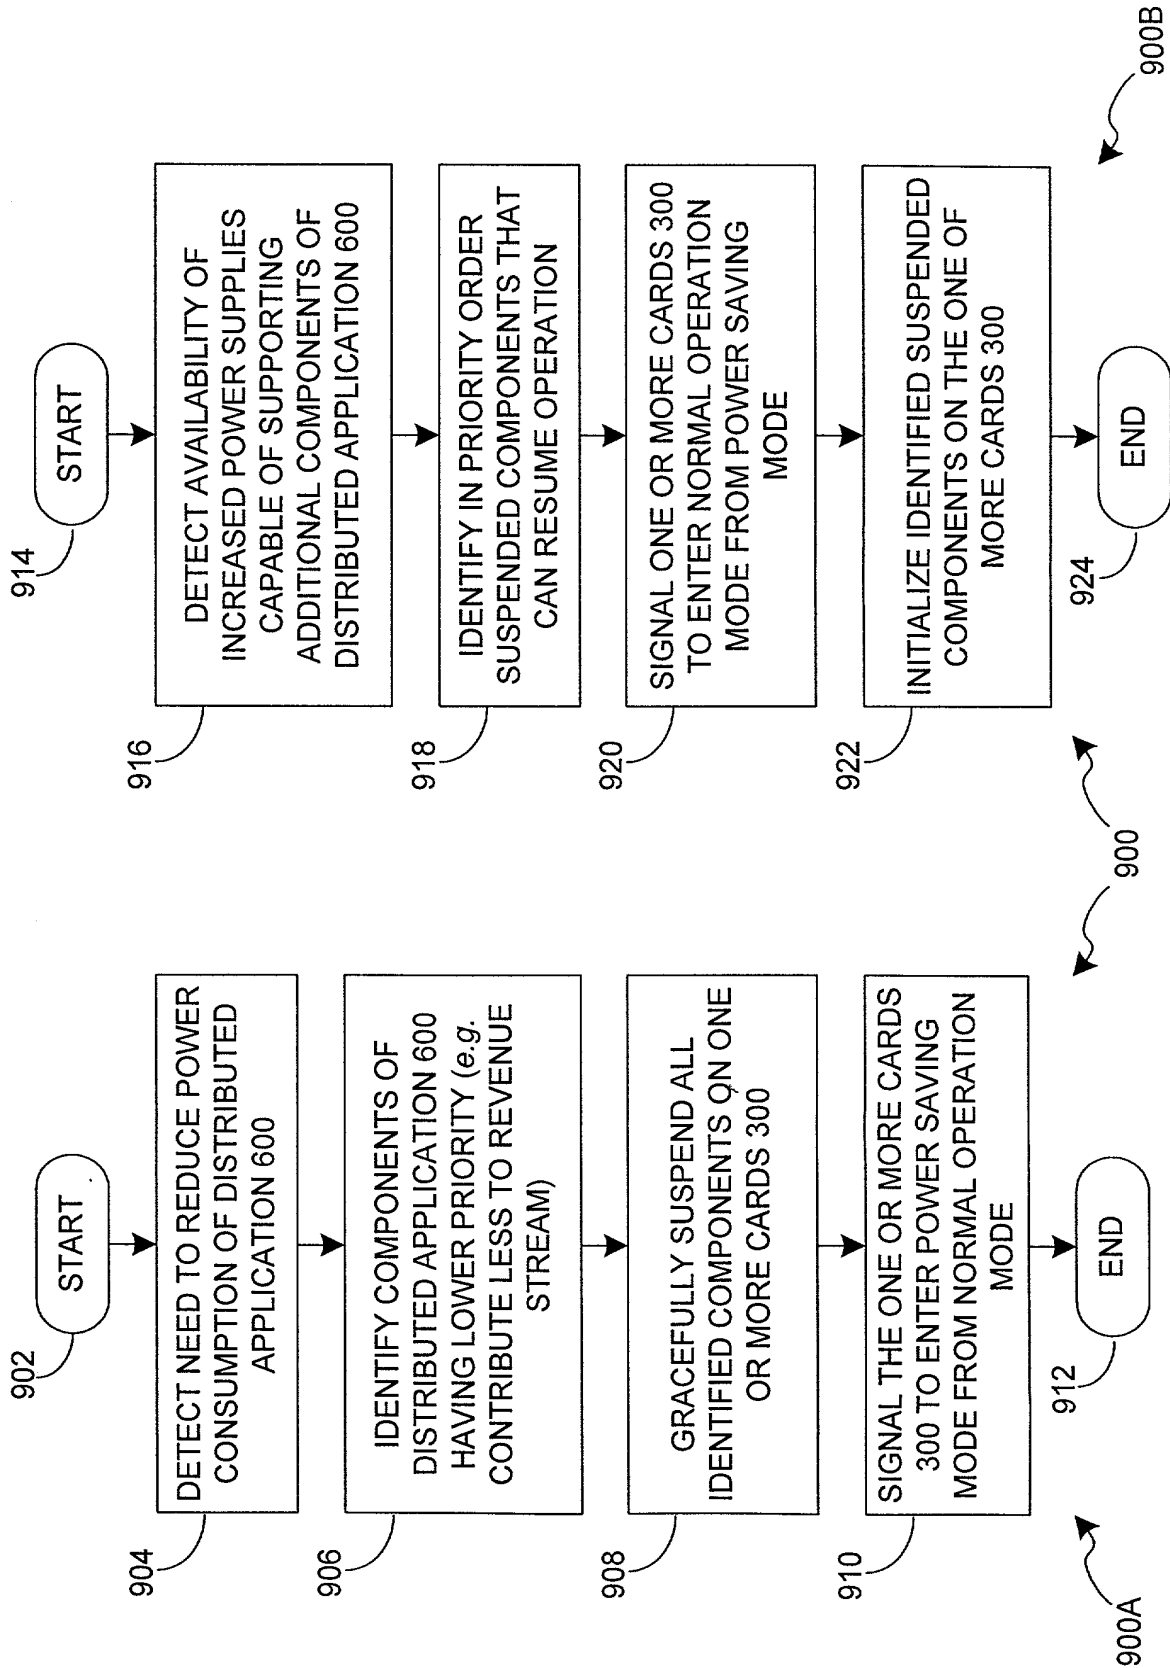 902
START
904
DETECT NEED TO REDUCE POWER
CONSUMPTION OF DISTRIBUTED
APPLICATION 600
906
IDENTIFY COMPONENTS OF
DISTRIBUTED APPLICATION 600
HAVING LOWER PRIORITY (e.g.
CONTRIBUTE LESS TO REVENUE
STREAM)
908
GRACEFULLY SUSPEND ALL
IDENTIFIED COMPONENTS ON ONE
OR MORE CARDS 300
910
SIGNAL THE ONE OR MORE CARDS
300 TO ENTER POWER SAVING
MODE FROM NORMAL OPERATION
MODE
912
END
900A
900
914
START
916
DETECT AVAILABILITY OF
INCREASED POWER SUPPLIES
CAPABLE OF SUPPORTING
ADDITIONAL COMPONENTS OF
DISTRIBUTED APPLICATION 600
918
IDENTIFY IN PRIORITY ORDER
SUSPENDED COMPONENTS THAT
CAN RESUME OPERATION
920
SIGNAL ONE OR MORE CARDS 300
TO ENTER NORMAL OPERATION
MODE FROM POWER SAVING
MODE
922
INITIALIZE IDENTIFIED SUSPENDED
COMPONENTS ON THE ONE OF
MORE CARDS 300
924
END
900B